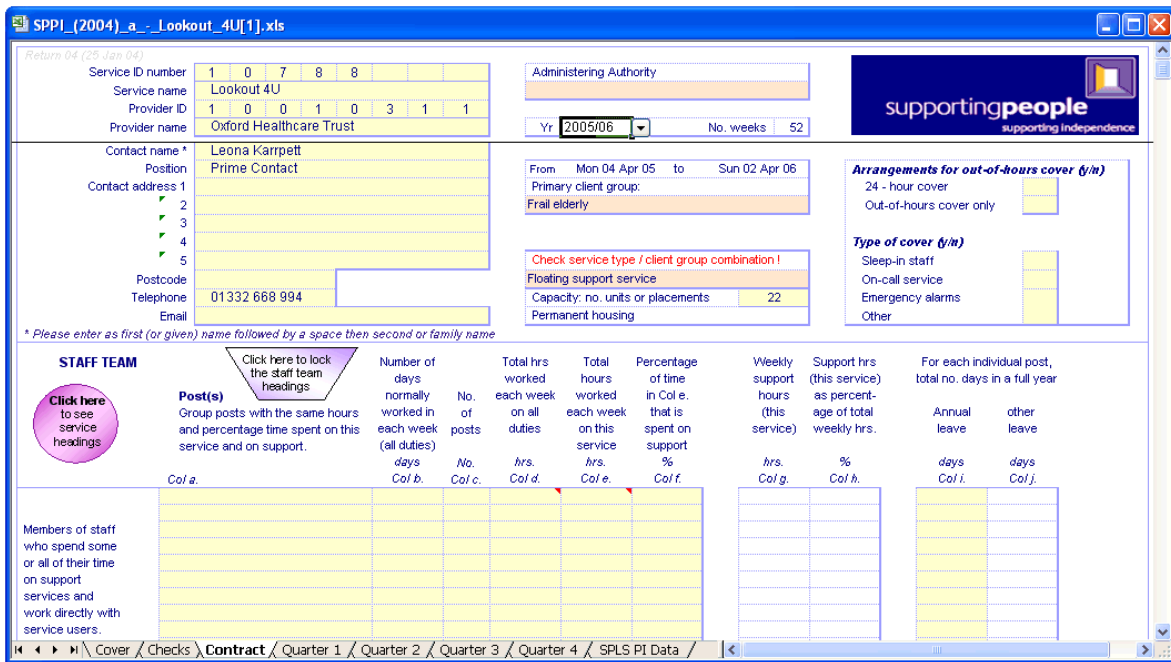 SPPI_(2004)_a_-_Lookout_4U[1].xls
Return 04 (25 Jan 04)
Service ID number 1 0 7 8 8
Service name Lookout 4U
Provider ID 1 0 0 1 0 3 1 1
Provider name Oxford Healthcare Trust
Administering Authority
Yr 2005/06 No. weeks 52
supportingpeople
supporting independence
Contact name * Leona Karrpett
Position Prime Contact
Contact address 1
2
3
4
5
Postcode
Telephone 01332 668 994
Email
* Please enter as first (or given) name followed by a space then second or family name
From Mon 04 Apr 05 to Sun 02 Apr 06
Primary client group:
Frail elderly
Check service type / client group combination !
Floating support service
Capacity: no. units or placements 22
Permanent housing
Arrangements for out-of-hours cover (y/n)
24 - hour cover
Out-of-hours cover only
Type of cover (y/n)
Sleep-in staff
On-call service
Emergency alarms
Other
STAFF TEAM
Click here
to see
service
headings
Click here to lock
the staff team
headings
Post(s)
Group posts with the same hours
and percentage time spent on this
service and on support.
Col a.
Number of
days
normally
worked in
each week
(all duties)
days
Col b.
No.
of
posts
No.
Col c.
Total hrs
worked
each week
on all
duties
hrs.
Col d.
Total
hours
worked
each week
on this
service
hrs.
Col e.
Percentage
of time
in Col e.
that is
spent on
support
%
Col f.
Weekly
support
hours
(this
service)
hrs.
Col g.
Support hrs
(this service)
as percent-
age of total
weekly hrs.
%
Col h.
For each individual post,
total no. days in a full year
Annual
leave
days
Col i.
other
leave
days
Col j.
Members of staff
who spend some
or all of their time
on support
services and
work directly with
service users.
Cover / Checks \ Contract / Quarter 1 / Quarter 2 / Quarter 3 / Quarter 4 / SPLS PI Data /